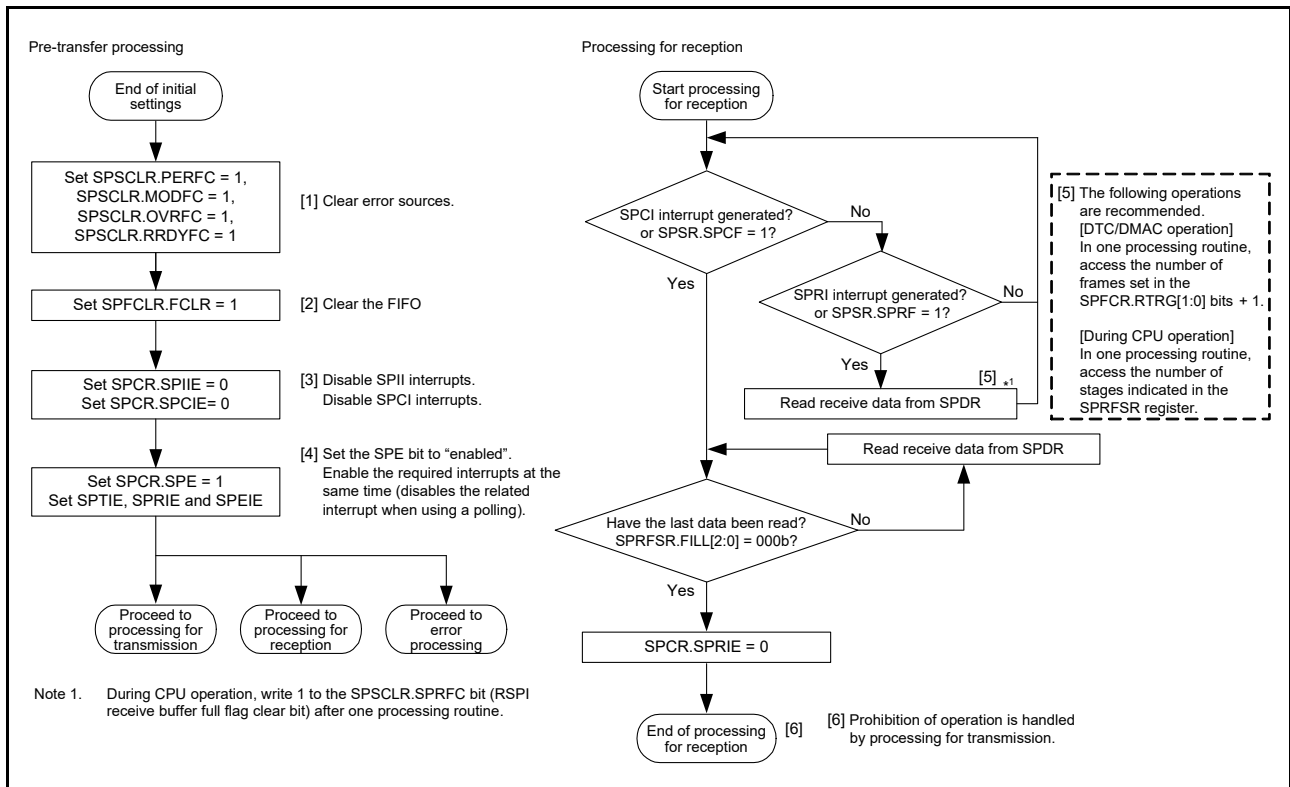 Pre-transfer processing
End of initial
settings
Set SPSCLR.PERFC = 1,
SPSCLR.MODFC = 1,
SPSCLR.OVRFC = 1,
SPSCLR.RRDYFC = 1
[1] Clear error sources.
Set SPFCLR.FCLR = 1
[2] Clear the FIFO
Set SPCR.SPIIE = 0
Set SPCR.SPCIE= 0
[3] Disable SPII interrupts.
Disable SPCI interrupts.
Set SPCR.SPE = 1
Set SPTIE, SPRIE and SPEIE
[4] Set the SPE bit to “enabled”.
Enable the required interrupts at the
same time (disables the related
interrupt when using a polling).
Proceed to
processing for
transmission
Proceed to
processing for
reception
Proceed to
error
processing
Note 1. During CPU operation, write 1 to the SPSCLR.SPRFC bit (RSPI
receive buffer full flag clear bit) after one processing routine.
Processing for reception
Start processing
for reception
SPCI interrupt generated?
or SPSR.SPCF = 1?
No
Yes
SPRI interrupt generated?
or SPSR.SPRF = 1?
No
Yes
[5] *1
Read receive data from SPDR
[5] The following operations
are recommended.
[DTC/DMAC operation]
In one processing routine,
access the number of
frames set in the
SPFCR.RTRG[1:0] bits + 1.
[During CPU operation]
In one processing routine,
access the number of
stages indicated in the
SPRFSR register.
Read receive data from SPDR
Have the last data been read?
SPRFSR.FILL[2:0] = 000b?
No
Yes
SPCR.SPRIE = 0
End of processing
for reception
[6]
[6] Prohibition of operation is handled
by processing for transmission.